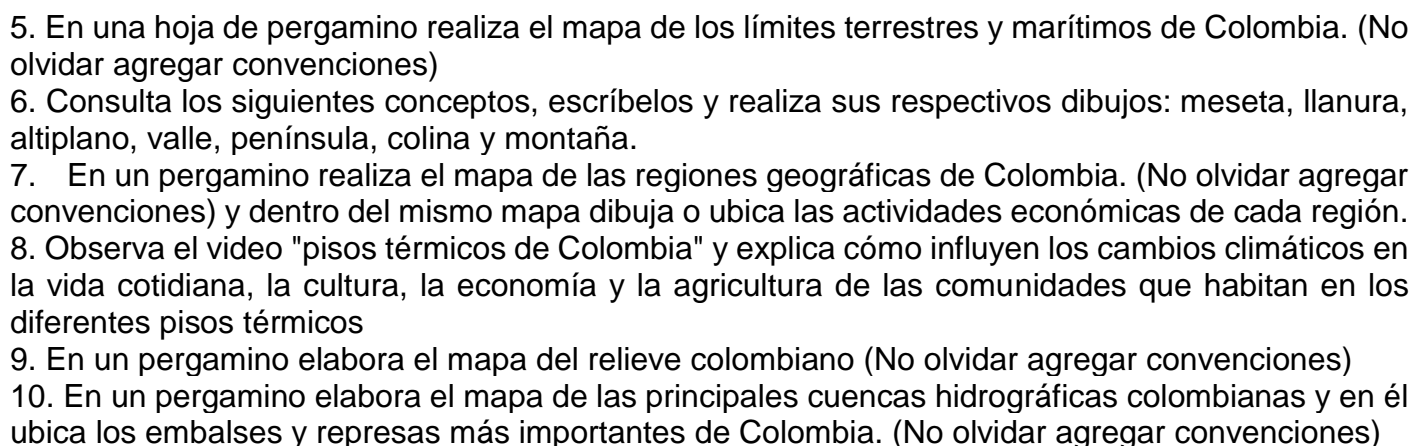 5. En una hoja de pergamino realiza el mapa de los límites terrestres y marítimos de Colombia. (No
olvidar agregar convenciones)
6. Consulta los siguientes conceptos, escríbelos y realiza sus respectivos dibujos: meseta, llanura,
altiplano, valle, península, colina y montaña.
7. En un pergamino realiza el mapa de las regiones geográficas de Colombia. (No olvidar agregar
convenciones) y dentro del mismo mapa dibuja o ubica las actividades económicas de cada región.
8. Observa el video "pisos térmicos de Colombia" y explica cómo influyen los cambios climáticos en
la vida cotidiana, la cultura, la economía y la agricultura de las comunidades que habitan en los
diferentes pisos térmicos
9. En un pergamino elabora el mapa del relieve colombiano (No olvidar agregar convenciones)
10. En un pergamino elabora el mapa de las principales cuencas hidrográficas colombianas y en él
ubica los embalses y represas más importantes de Colombia. (No olvidar agregar convenciones)